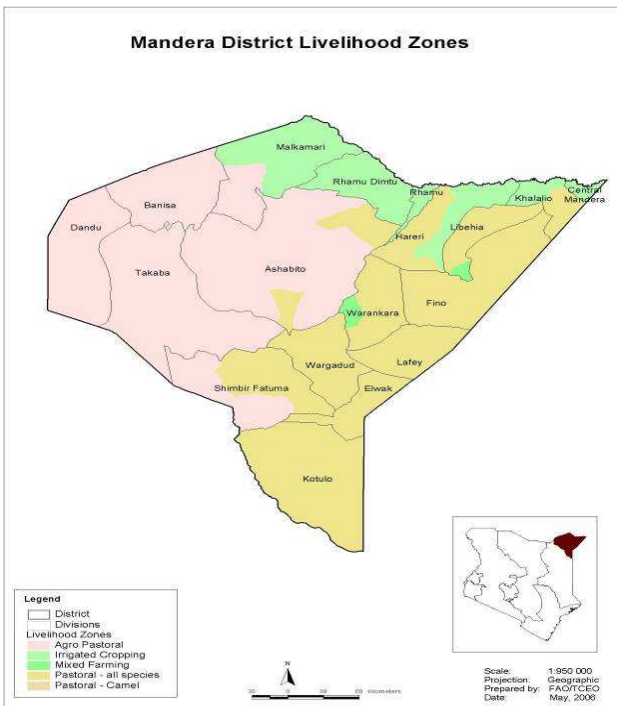 Mandera District Livelihood Zones
Malkamari
Rhamu Dimtu
Rhamu
Central
Mandera
Khalalio
Banisa
Dandu
Libehia
Hareri
Takaba
Ashabito
Fino
Warankara
Lafey
Wargadud
Shimbir Fatuma
Elwak
Kotulo
Legend
District
Divisions
Livelihood Zones
Agro Pastoral
Irrigated Cropping
Mixed Farming
Pastoral - all species
Pastoral - Camel
N
0
Kilometers
Scale: 1:950 000
Projection: Geographic
Prepared by: FAO/TCEO
Date: May, 2006